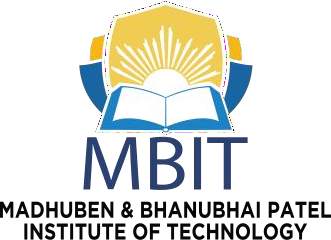 MBIT
MADHUBEN & BHANUBHAI PATEL
INSTITUTE OF TECHNOLOGY